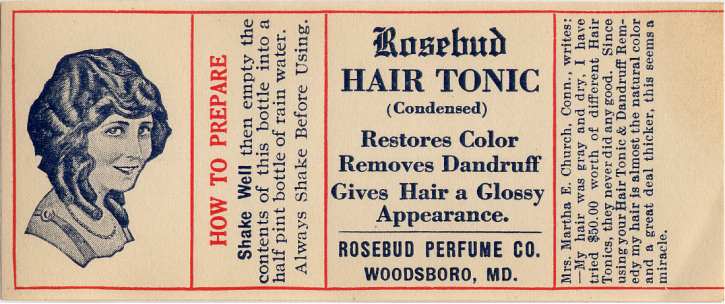 HOW TO PREPARE
Shake Well then empty the
contents of this bottle into a
half pint bottle of rain water.
Always Shake Before Using.
Rosebud
HAIR TONIC
(Condensed)
Restores Color
Removes Dandruff
Gives Hair a Glossy
Appearance.
ROSEBUD PERFUME CO.
WOODSBORO, MD.
Mrs. Martha E. Church, Conn., writes:
—My hair was gray and dry, I have
tried $50.00 worth of different Hair
Tonics, they never did any good. Since
using your Hair Tonic & Dandruff Rem-
edy my hair is almost the natural color
and a great deal thicker, this seems a
miracle.